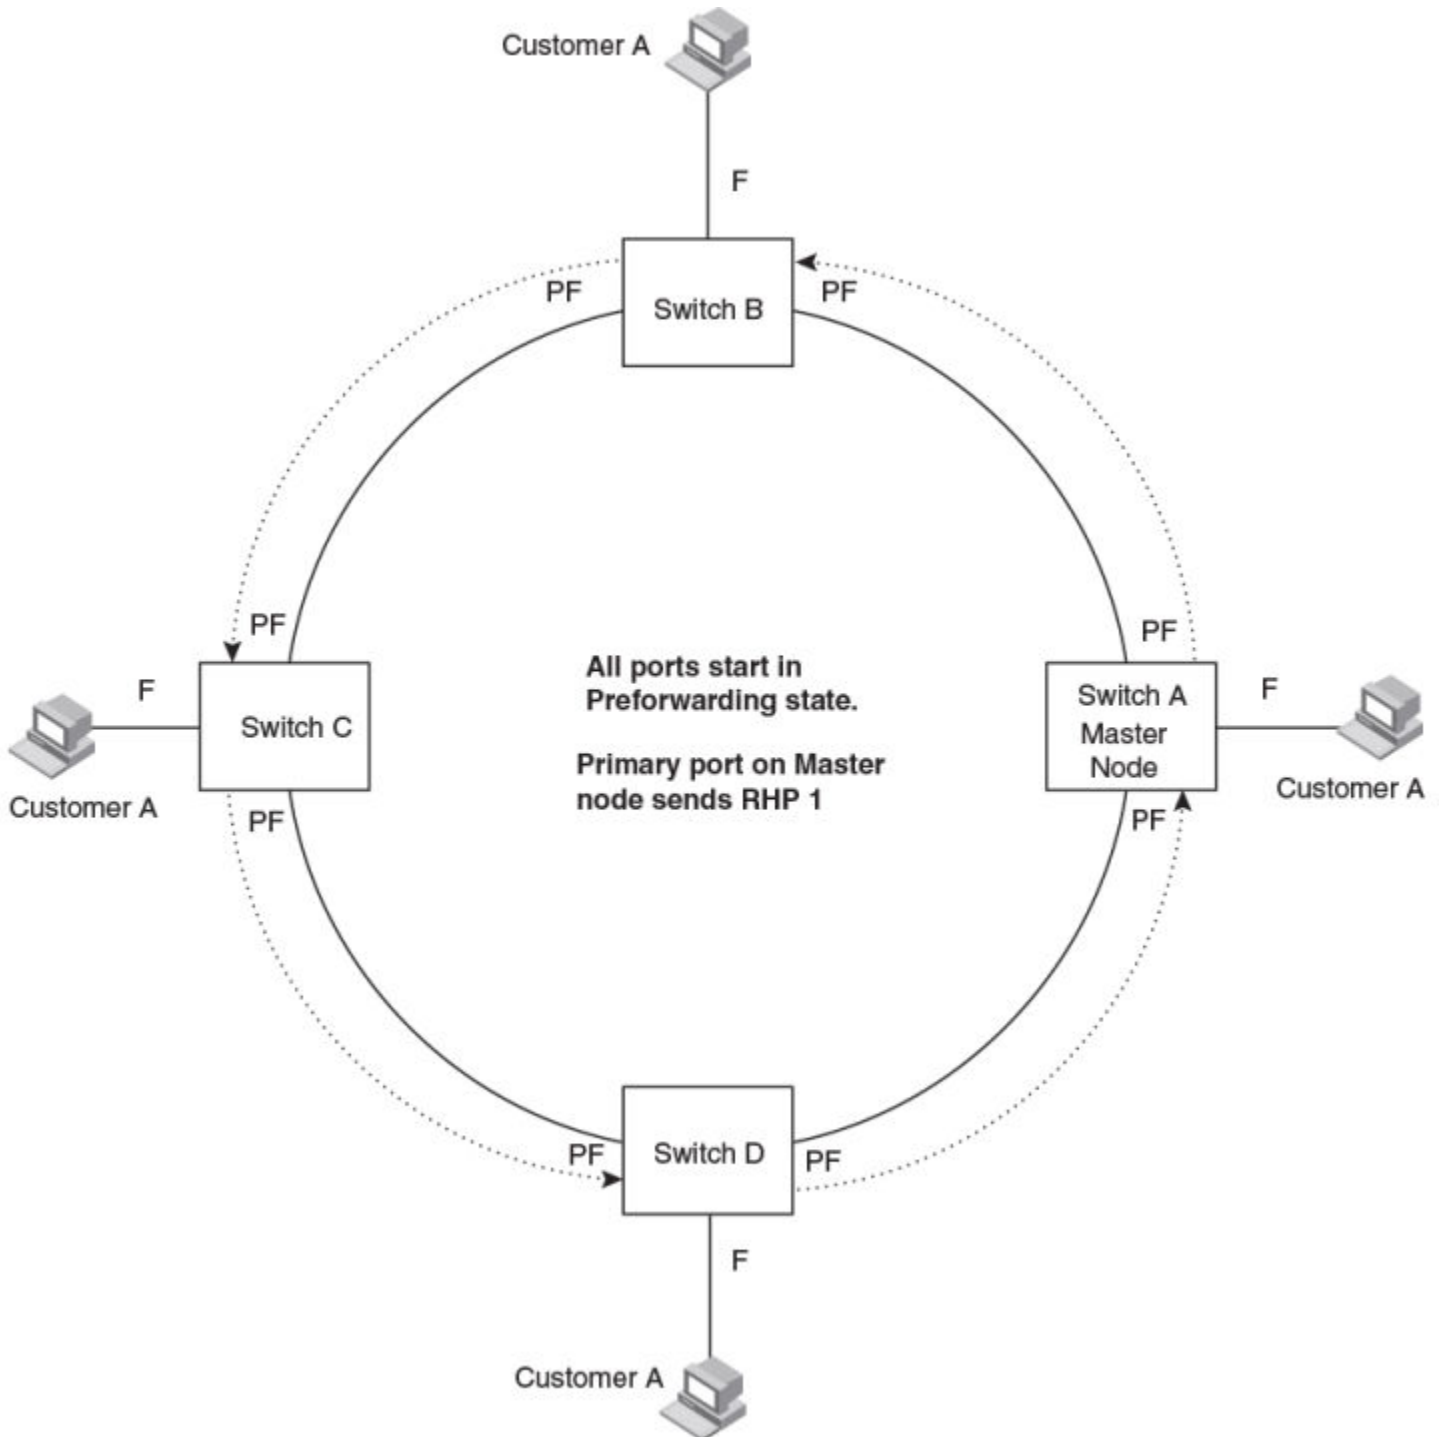 Customer A
F
PF
PF
Switch B
PF
PF
All ports start in
Preforwarding state.
Primary port on Master
node sends RHP 1
F
Switch C
Customer A
Switch A
Master
Node
F
Customer A
PF
PF
PF
Switch D
PF
F
Customer A